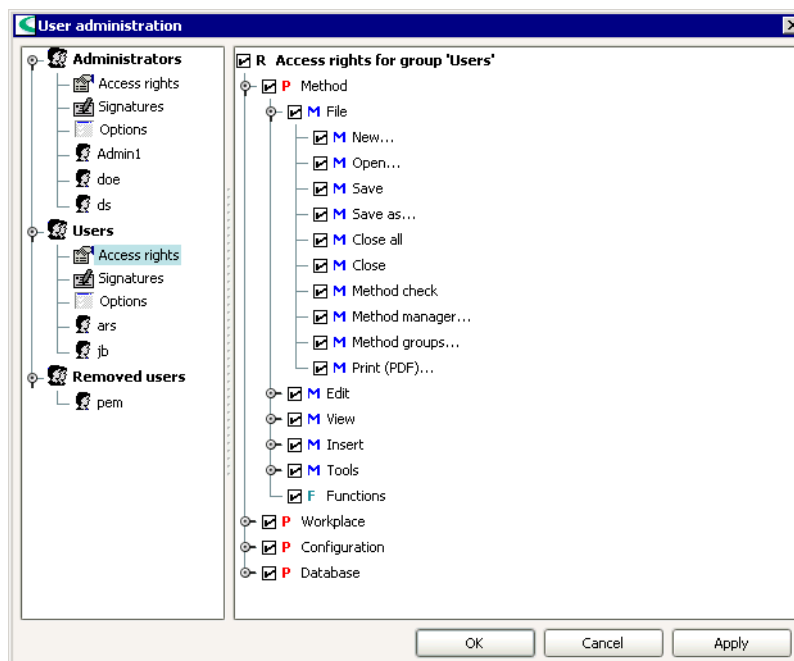 User administration
Administrators
Access rights
Signatures
Options
Admin1
doe
ds
Users
Access rights
Signatures
Options
ars
jb
Removed users
pem
R Access rights for group 'Users'
P Method
M File
M New...
M Open...
M Save
M Save as...
M Close all
M Close
M Method check
M Method manager...
M Method groups...
M Print (PDF)...
M Edit
M View
M Insert
M Tools
F Functions
P Workplace
P Configuration
P Database
OK
Cancel
Apply